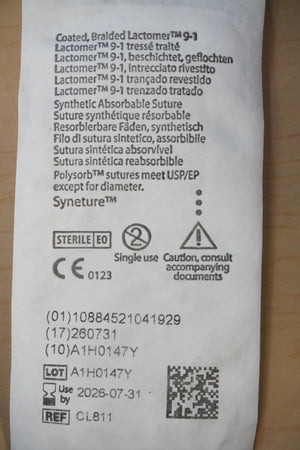 Coated, Braided Lactomer™ 9-1
Lactomer™ 9-1 tressé traité
Lactomer™ 9-1, beschichtet, geflochten
Lactomer™ 9-1, intrecciato rivestito
Lactomer™ 9-1 trançado revestido
Lactomer™ 9-1 trenzado tratado
Synthetic Absorbable Suture
Suture synthétique résorbable
Resorbierbare Fäden, synthetisch
Filo di sutura sintetico, assorbibile
Sutura sintética absorvível
Sutura sintética reabsorbible
Polysorb™ sutures meet USP/EP
except for diameter.
Syneture™
STERILE EO
2
Single use
Caution, consult
accompanying
documents
CE 0123
(01)10884521041929
(17)260731
(10)A1H0147Y
LOT A1H0147Y
Use by 2026-07-31
REF CL811